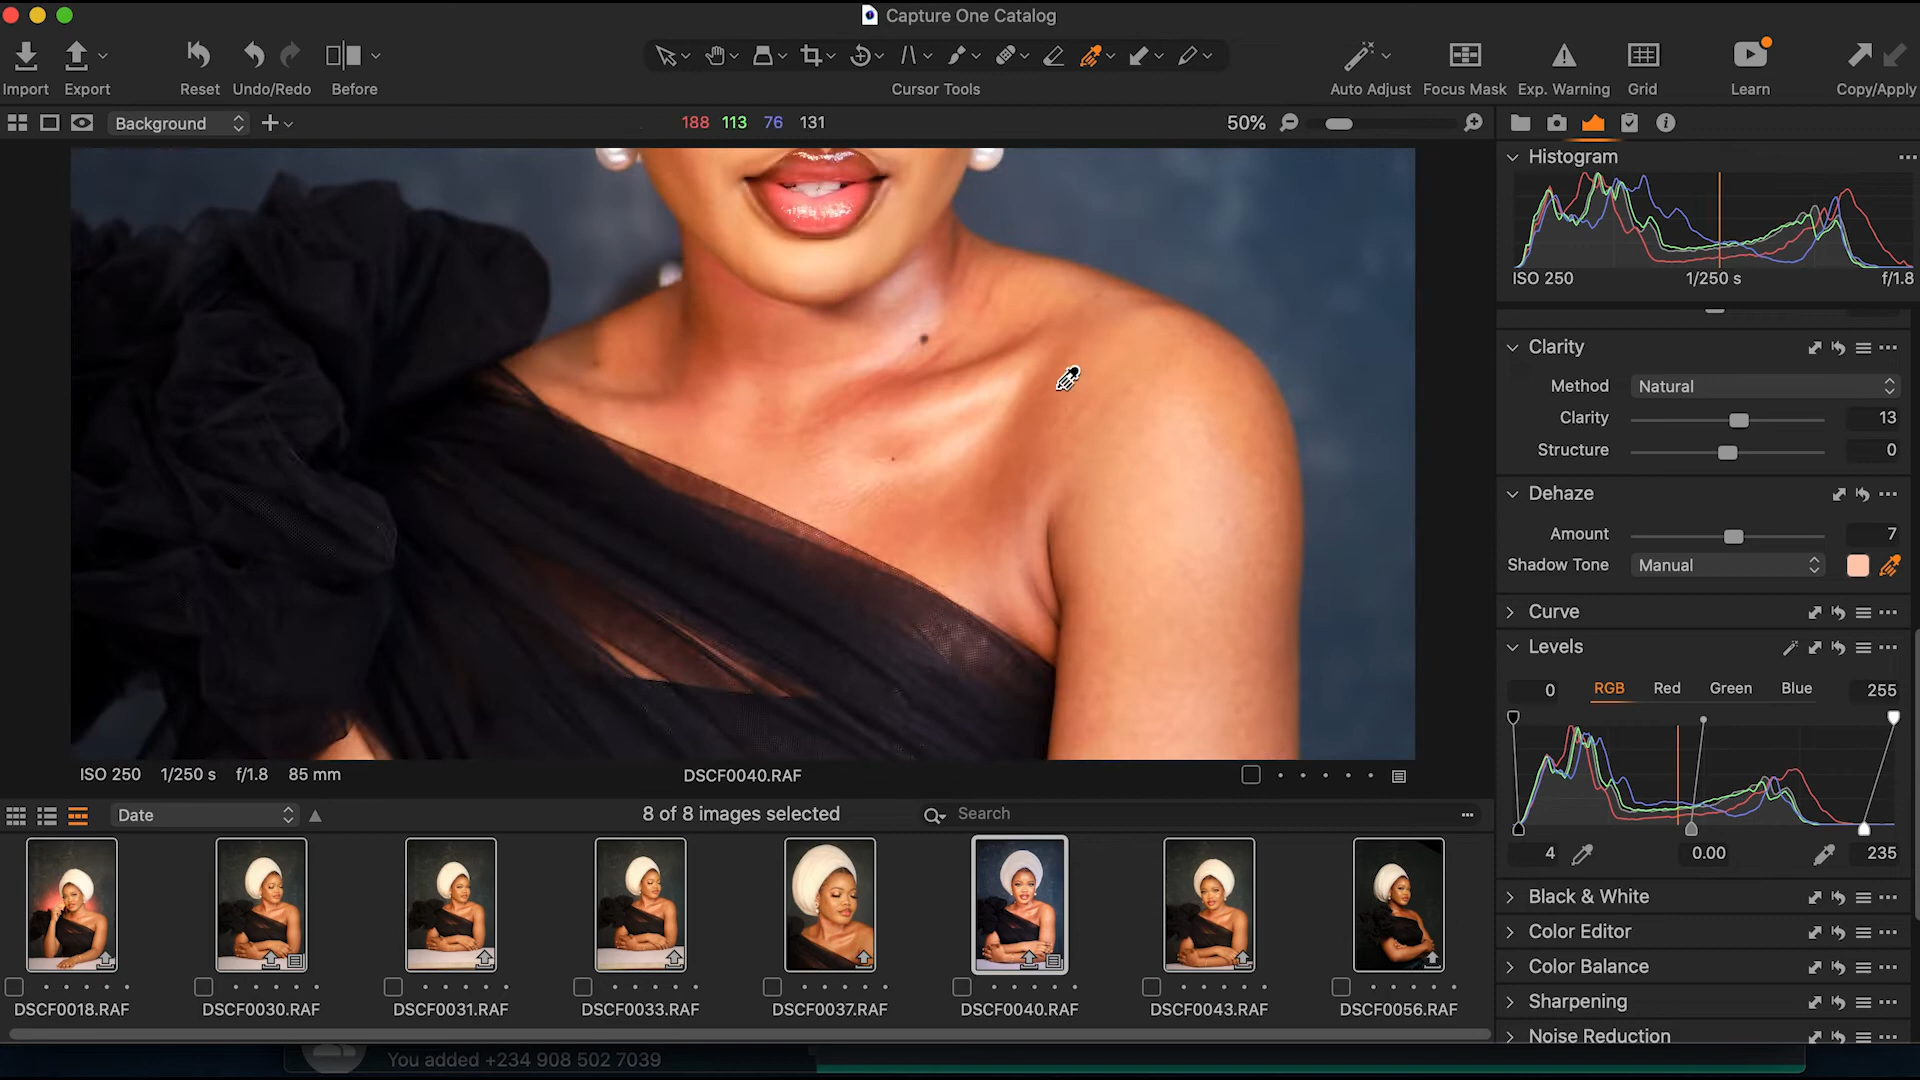 Capture One Catalog
Import
Export
Reset
Undo/Redo
Before
Cursor Tools
Auto Adjust
Focus Mask
Exp. Warning
Grid
Learn
Copy/Apply
Background
188 113 76 131
50%
Histogram
ISO 250 1/250 s f/1.8
Clarity
Method Natural
Clarity 13
Structure 0
Dehaze
Amount 7
Shadow Tone Manual
Curve
Levels
0 RGB Red Green Blue 255
4 0.00 235
Black & White
Color Editor
Color Balance
Sharpening
Noise Reduction
ISO 250 1/250 s f/1.8 85 mm
DSCF0040.RAF
Date
8 of 8 images selected
Search
DSCF0018.RAF
DSCF0030.RAF
DSCF0031.RAF
DSCF0033.RAF
DSCF0037.RAF
DSCF0040.RAF
DSCF0043.RAF
DSCF0056.RAF
You added +234 908 502 7039